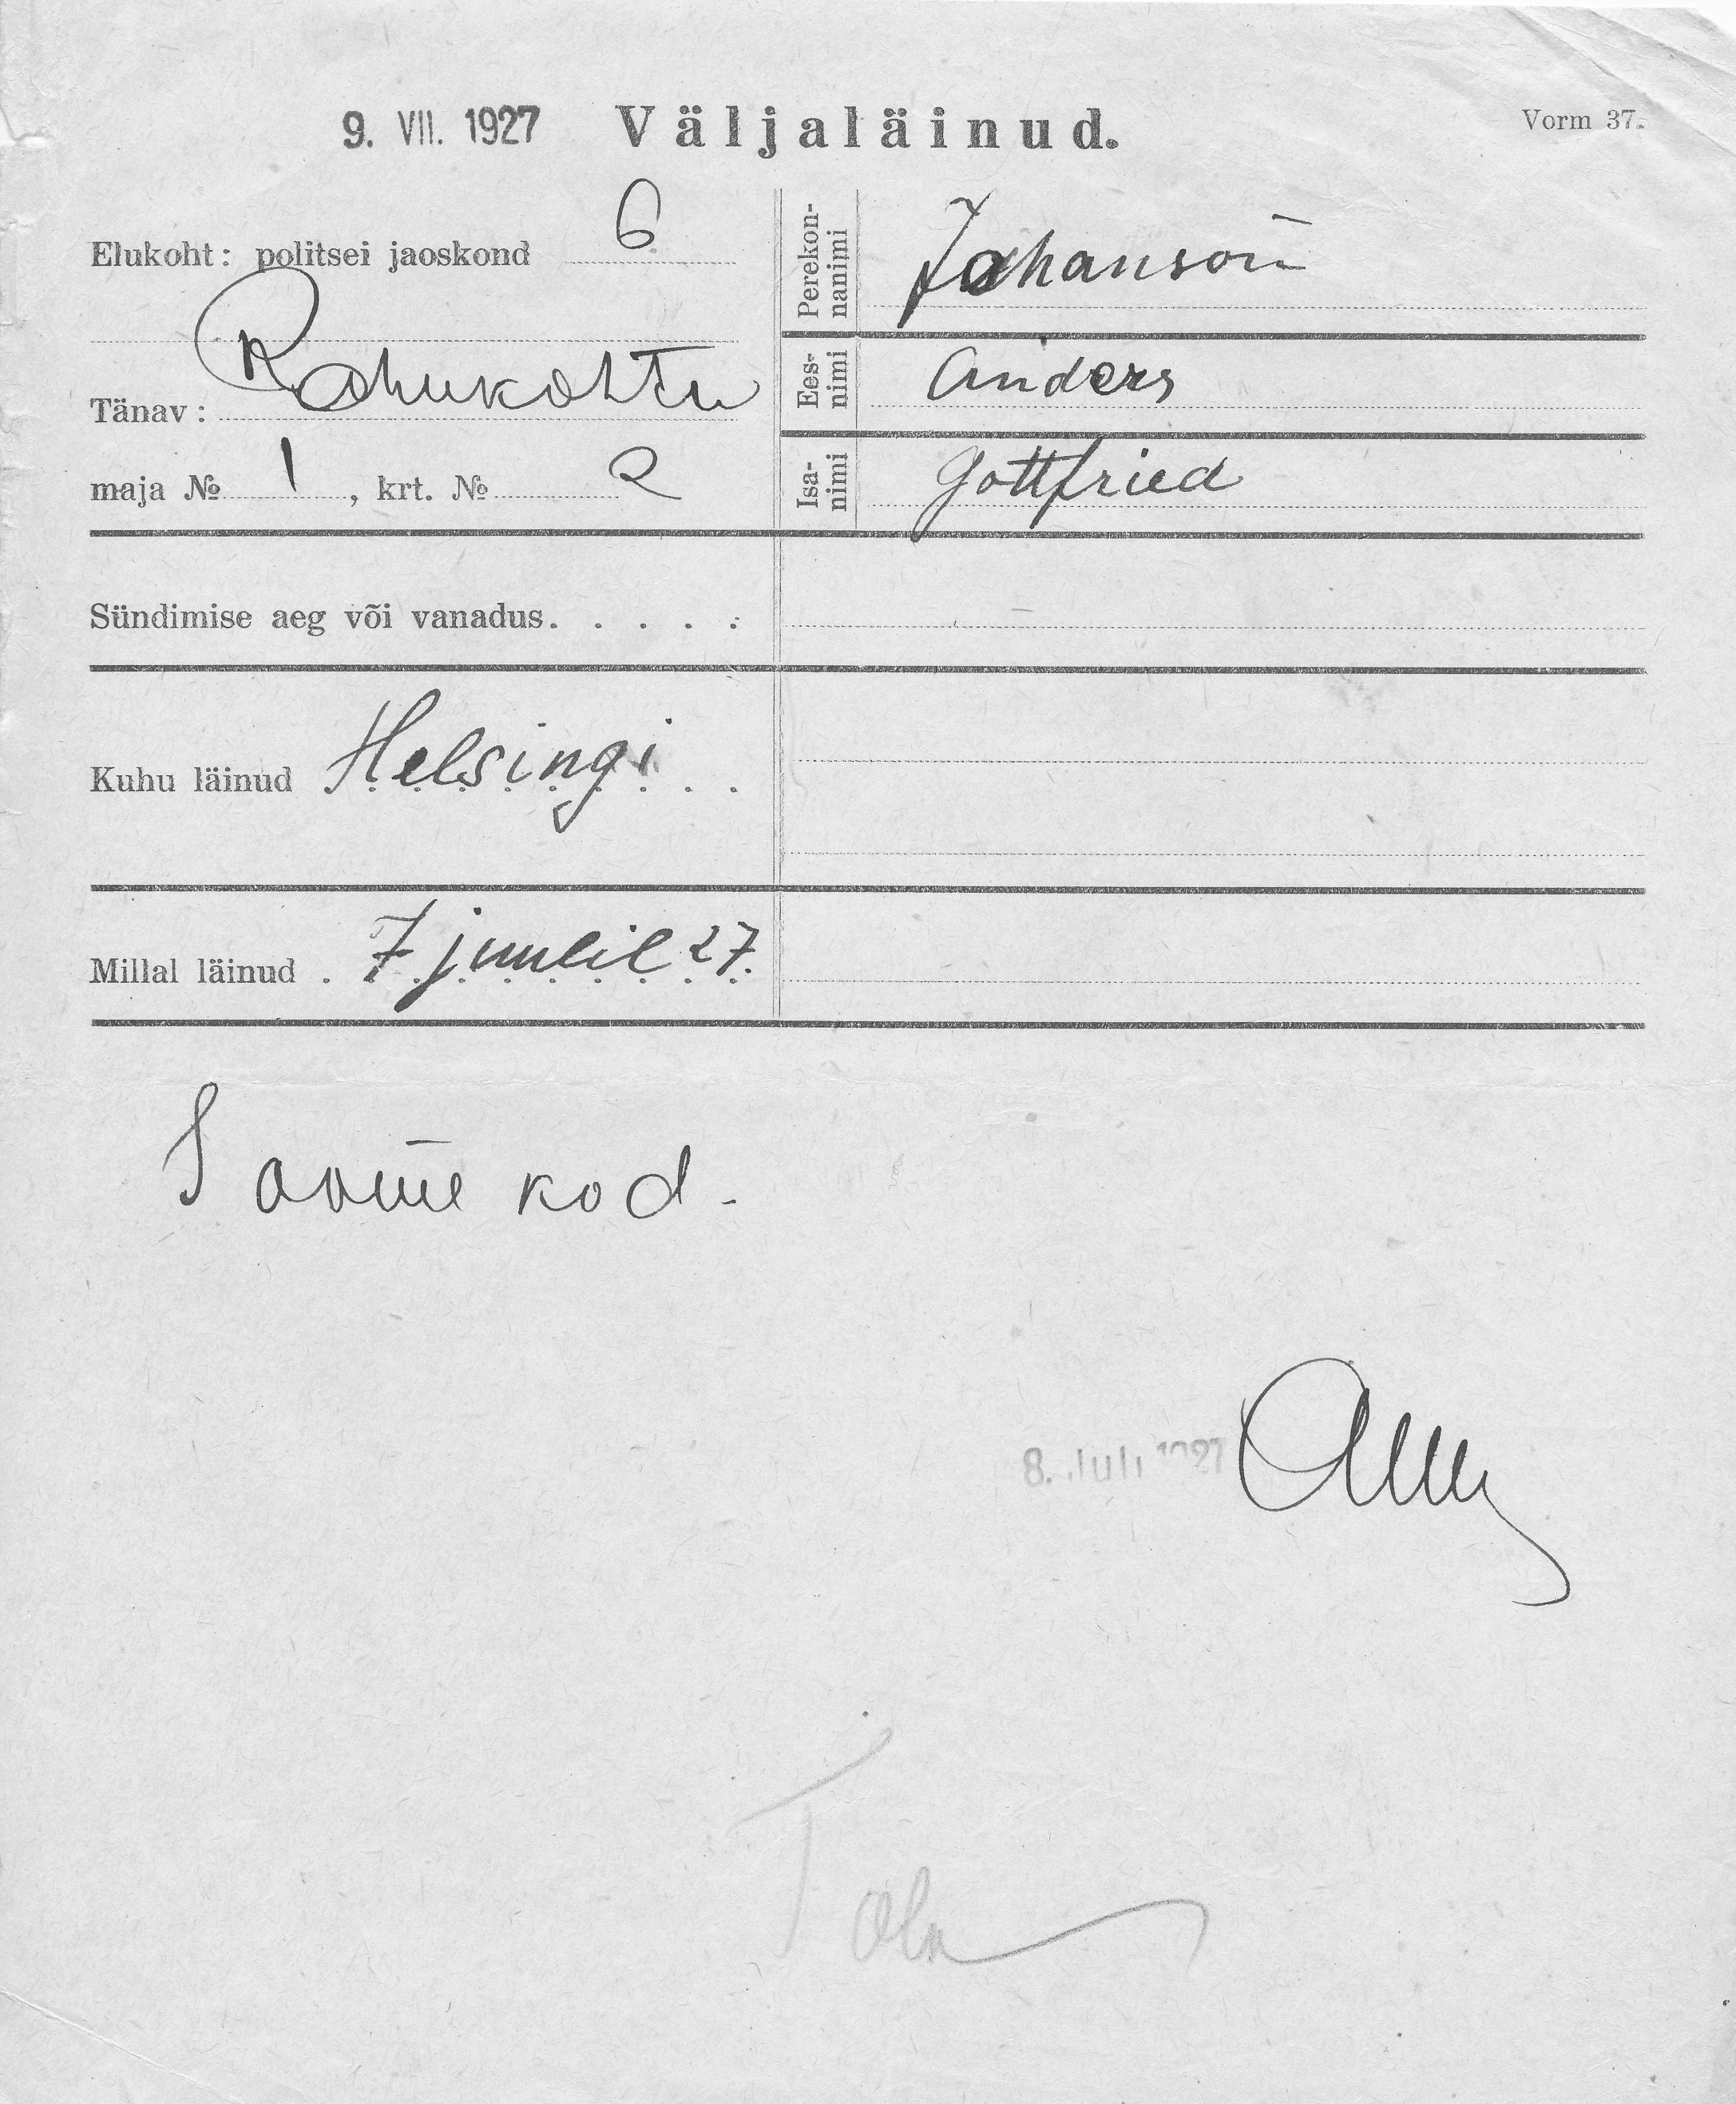 9. VII. 1927 Väljaläinud. Vorm 37.
Elukoht: politsei jaoskond 6
Tänav: Rahukohtu
maja № 1, krt. № 2
Perekon-
nanimi Johanson
Ees-
nimi Anders
Isa-
nimi Gottfried
Sündimise aeg või vanadus. . . . .
Kuhu läinud Helsingi
Millal läinud . 7 juulil 27.
Soome kod.
8. Juli 1927